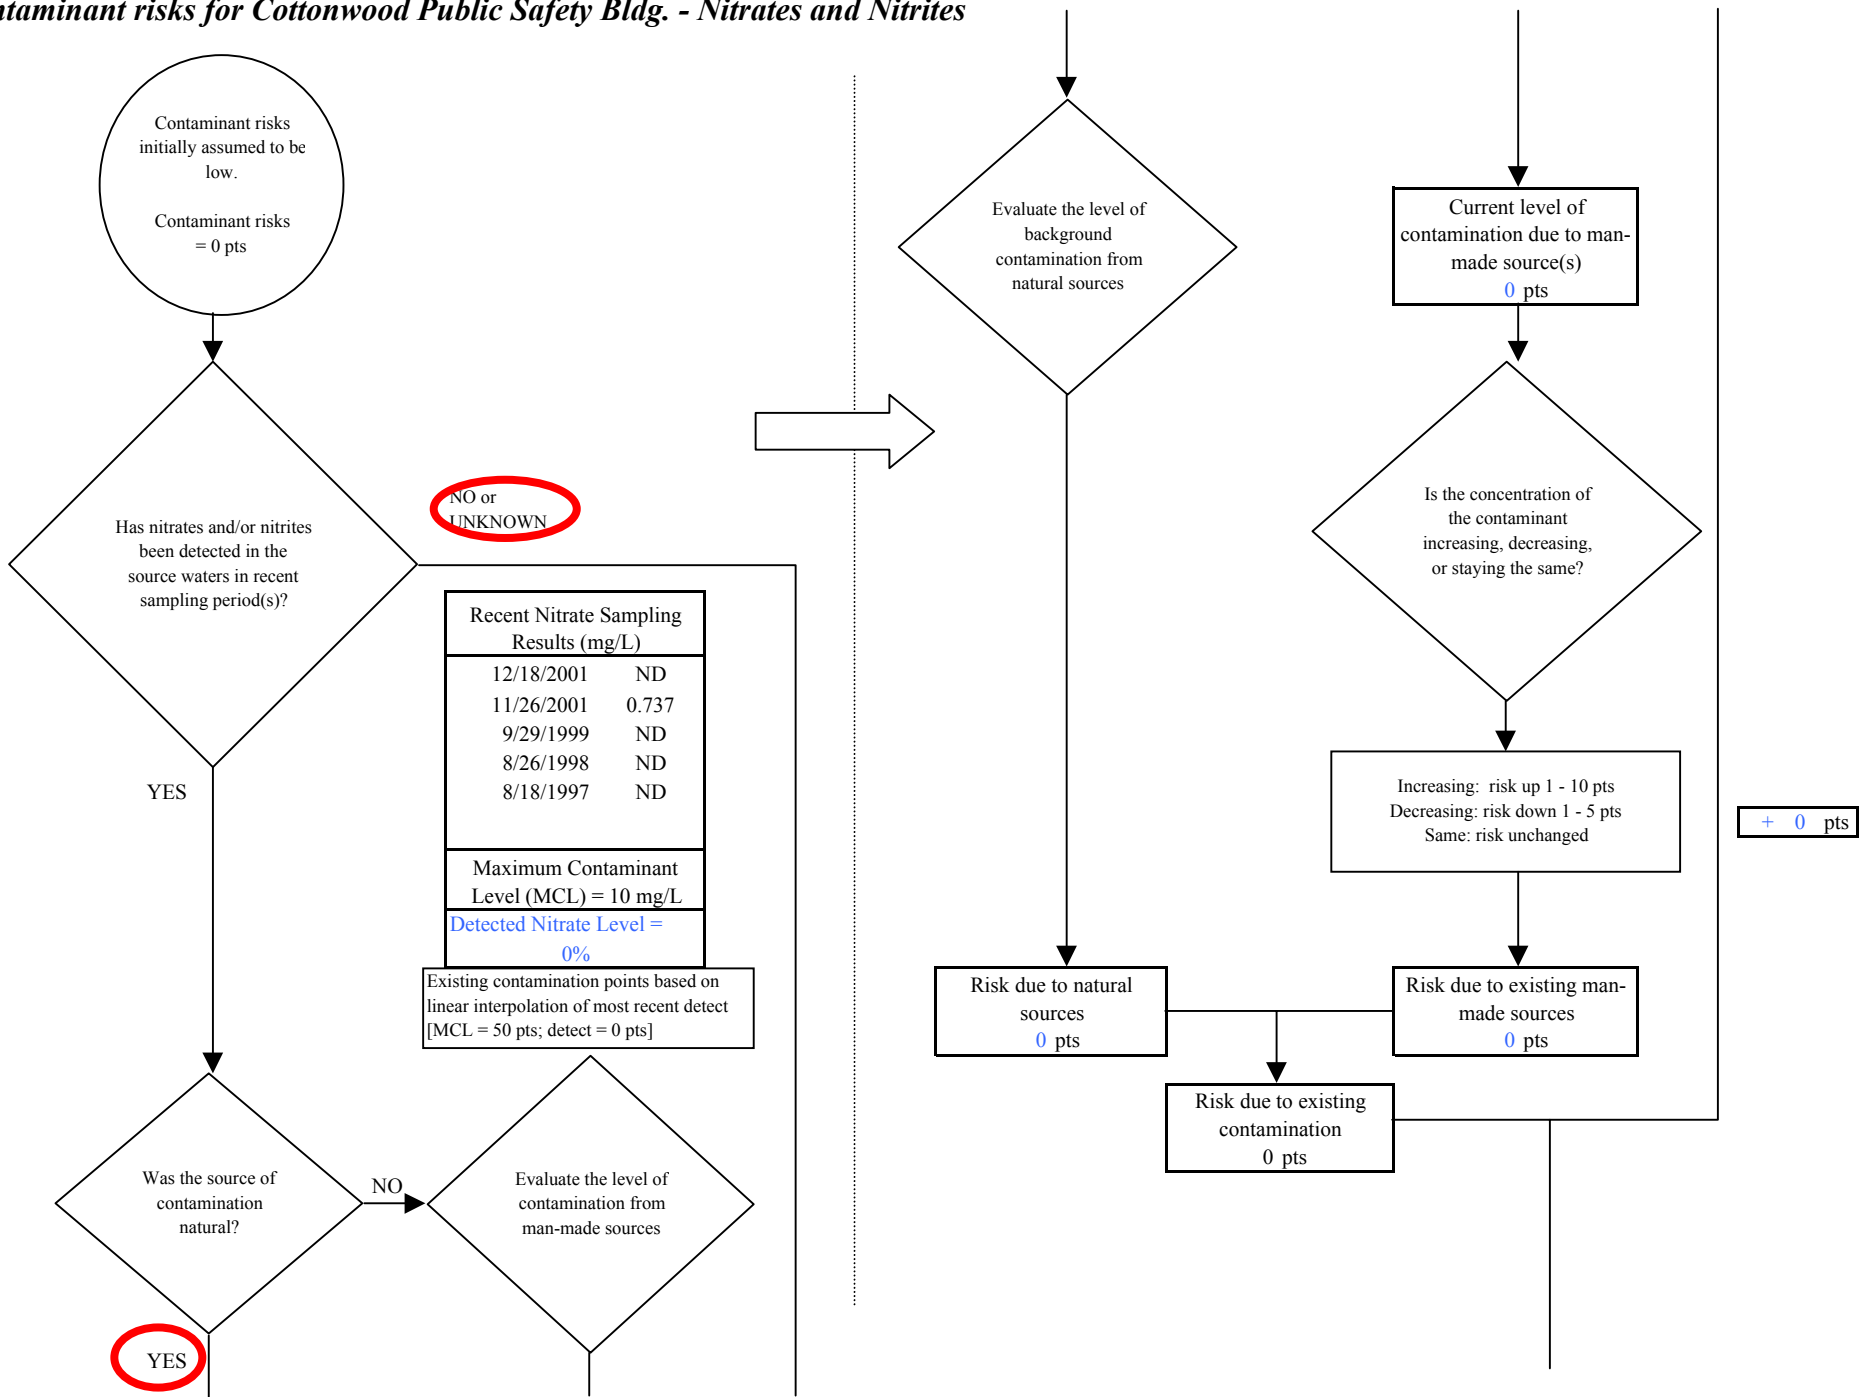 ntaminant risks for Cottonwood Public Safety Bldg. - Nitrates and Nitrites
Contaminant risks
initially assumed to be
low.
Contaminant risks
= 0 pts
Has nitrates and/or nitrites
been detected in the
source waters in recent
sampling period(s)?
NO or
UNKNOWN
YES
Recent Nitrate Sampling
Results (mg/L)
12/18/2001 ND
11/26/2001 0.737
9/29/1999 ND
8/26/1998 ND
8/18/1997 ND
Maximum Contaminant
Level (MCL) = 10 mg/L
Detected Nitrate Level =
0%
Existing contamination points based on
linear interpolation of most recent detect
[MCL = 50 pts; detect = 0 pts]
Was the source of
contamination
natural?
NO
YES
Evaluate the level of
contamination from
man-made sources
Evaluate the level of
background
contamination from
natural sources
Current level of
contamination due to man-
made source(s)
0 pts
Is the concentration of
the contaminant
increasing, decreasing,
or staying the same?
Increasing: risk up 1 - 10 pts
Decreasing: risk down 1 - 5 pts
Same: risk unchanged
+ 0 pts
Risk due to natural
sources
0 pts
Risk due to existing man-
made sources
0 pts
Risk due to existing
contamination
0 pts